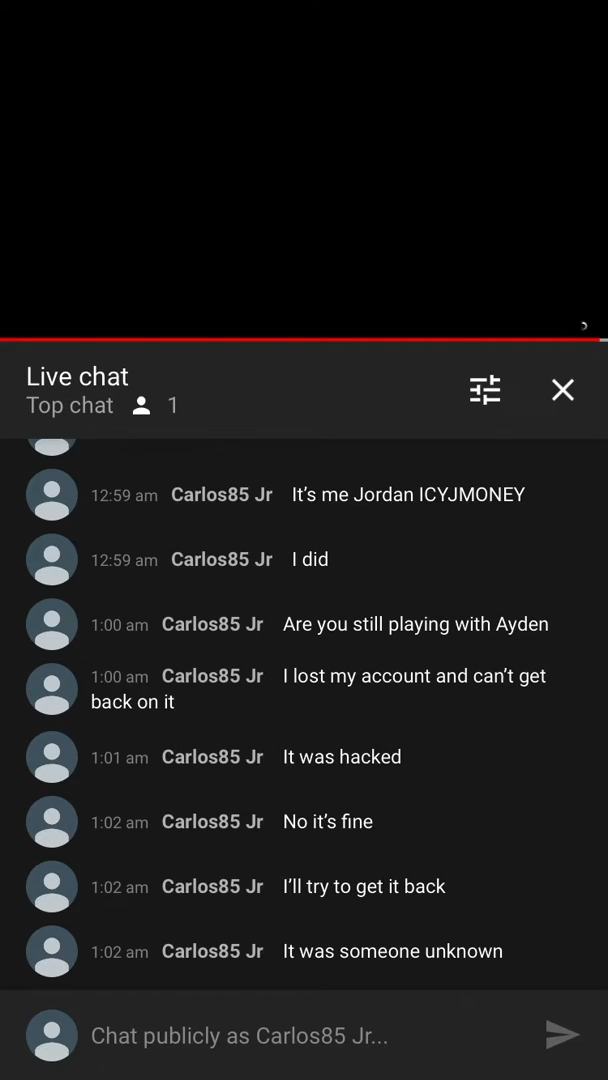 Live chat
Top chat 1
12:59 am Carlos85 Jr It’s me Jordan ICYJMONEY
12:59 am Carlos85 Jr I did
1:00 am Carlos85 Jr Are you still playing with Ayden
1:00 am Carlos85 Jr I lost my account and can’t get
back on it
1:01 am Carlos85 Jr It was hacked
1:02 am Carlos85 Jr No it’s fine
1:02 am Carlos85 Jr I’ll try to get it back
1:02 am Carlos85 Jr It was someone unknown
Chat publicly as Carlos85 Jr...